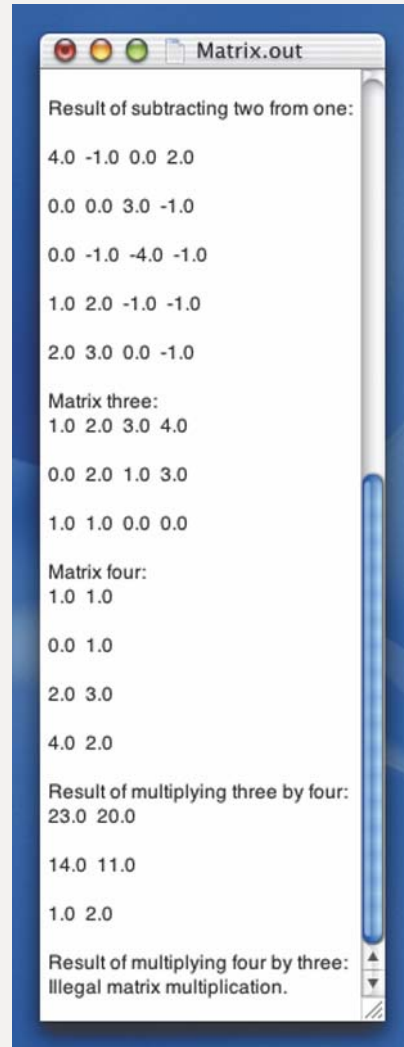 Matrix.out
Result of subtracting two from one:
4.0 -1.0 0.0 2.0
0.0 0.0 3.0 -1.0
0.0 -1.0 -4.0 -1.0
1.0 2.0 -1.0 -1.0
2.0 3.0 0.0 -1.0
Matrix three:
1.0 2.0 3.0 4.0
0.0 2.0 1.0 3.0
1.0 1.0 0.0 0.0
Matrix four:
1.0 1.0
0.0 1.0
2.0 3.0
4.0 2.0
Result of multiplying three by four:
23.0 20.0
14.0 11.0
1.0 2.0
Result of multiplying four by three:
Illegal matrix multiplication.